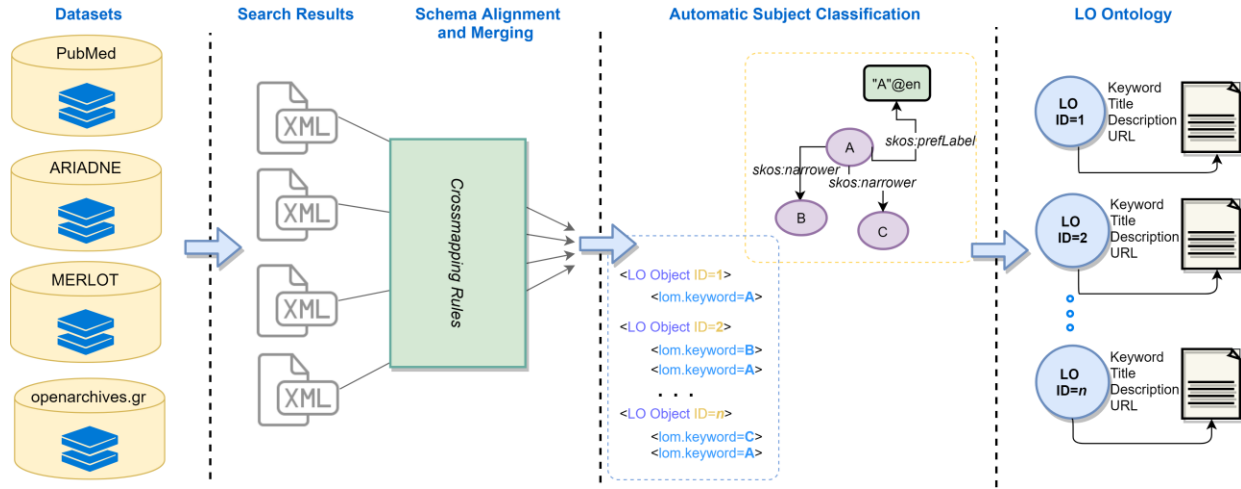 Datasets
Search Results
Schema Alignment
and Merging
Automatic Subject Classification
LO Ontology
PubMed
ARIADNE
MERLOT
openarchives.gr
XML
XML
XML
XML
Crossmapping Rules
"A"@en
skos:prefLabel
A
skos:narrower
skos:narrower
B
C
<LO Object ID=1>
<lom.keyword=A>
<LO Object ID=2>
<lom.keyword=B>
<lom.keyword=A>
. . .
<LO Object ID=n>
<lom.keyword=C>
<lom.keyword=A>
LO
ID=1
Keyword
Title
Description
URL
LO
ID=2
Keyword
Title
Description
URL
LO
ID=n
Keyword
Title
Description
URL